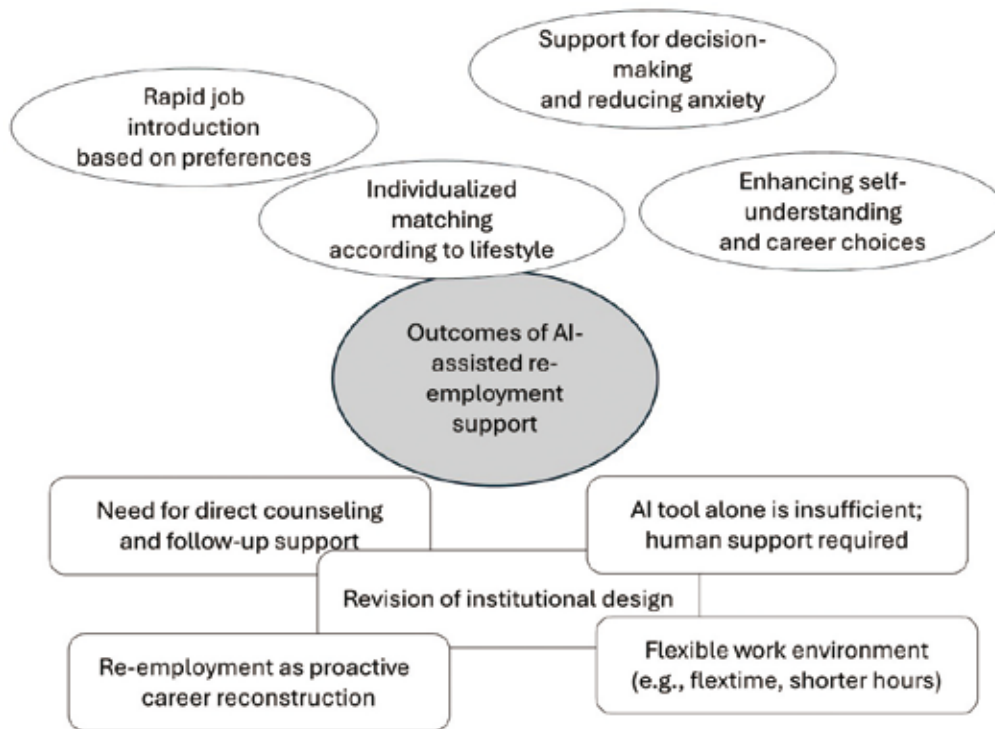 Support for decision-
making
and reducing anxiety
Rapid job
introduction
based on preferences
Individualized
matching
according to lifestyle
Enhancing self-
understanding
and career choices
Outcomes of AI-
assisted re-
employment
support
Need for direct counseling
and follow-up support
AI tool alone is insufficient;
human support required
Revision of institutional design
Re-employment as proactive
career reconstruction
Flexible work environment
(e.g., flextime, shorter hours)